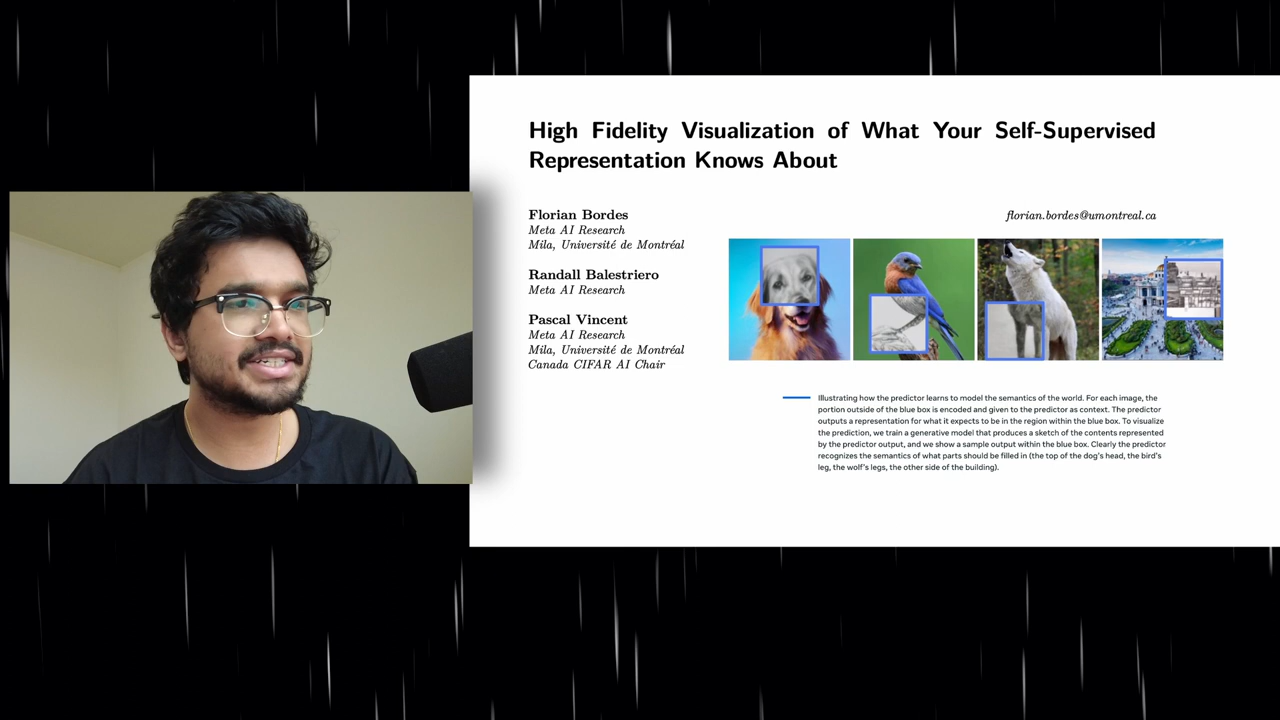 High Fidelity Visualization of What Your Self-Supervised
Representation Knows About
Florian Bordes
Meta AI Research
Mila, Université de Montréal
florian.bordes@umontreal.ca
Randall Balestriero
Meta AI Research
Pascal Vincent
Meta AI Research
Mila, Université de Montréal
Canada CIFAR AI Chair
Illustrating how the predictor learns to model the semantics of the world. For each image, the
portion outside of the blue box is encoded and given to the predictor as context. The predictor
outputs a representation for what it expects to be in the region within the blue box. To visualize
the prediction, we train a generative model that produces a sketch of the contents represented
by the predictor output, and we show a sample output within the blue box. Clearly the predictor
recognizes the semantics of what parts should be filled in (the top of the dog's head, the bird's
leg, the wolf's legs, the other side of the building).